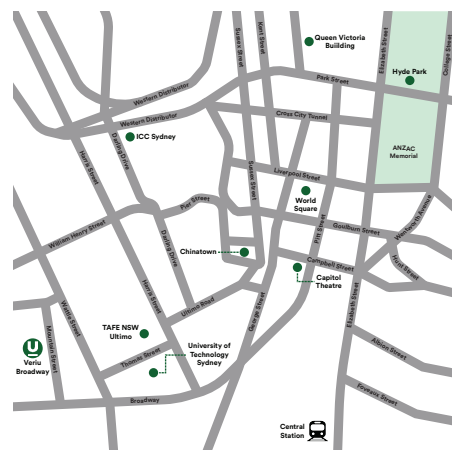 Queen Victoria
Building
Hyde Park
ANZAC
Memorial
ICC Sydney
World
Square
Chinatown
Capitol
Theatre
TAFE NSW
Ultimo
University of
Technology
Sydney
Veriu
Broadway
Central
Station
Western Distributor
Western Distributor
Sussex Street
Kent Street
Park Street
Elizabeth Street
College Street
Cross City Tunnel
Darling Drive
Harris Street
Sussex Street
Liverpool Street
Pier Street
Pitt Street
Goulburn Street
Wentworth Avenue
William Henry Street
Darling Drive
Campbell Street
Hunt Street
Harris Street
Ultimo Road
George Street
Elizabeth Street
Wattle Street
Mountain Street
Thomas Street
Albion Street
Foveaux Street
Broadway